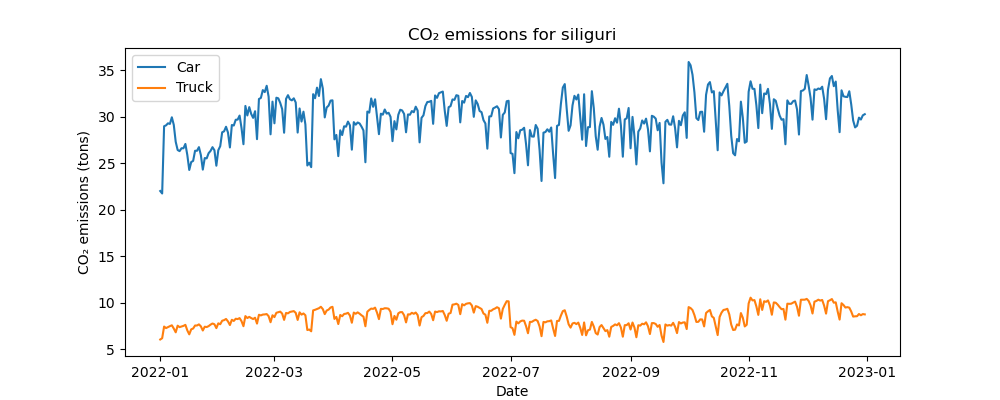 CO₂ emissions for siliguri
Car
Truck
CO₂ emissions (tons)
35
30
25
20
15
10
5
2022-01
2022-03
2022-05
2022-07
2022-09
2022-11
2023-01
Date